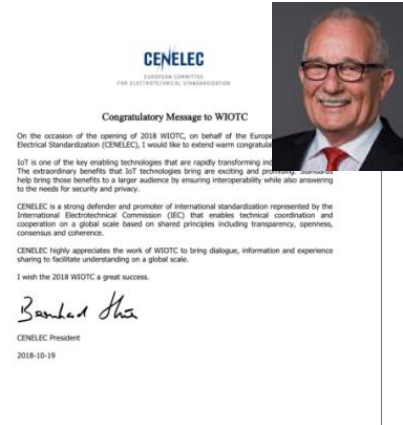 CENELEC
EUROPEAN COMMITTEE
FOR ELECTROTECHNICAL STANDARDIZATION
Congratulatory Message to WIOTC
On the occasion of the opening of 2018 WIOTC, on behalf of the
Electrical Standardization (CENELEC), I would like to extend warm
IoT is one of the key enabling technologies that are rapidly transforming
The extraordinary benefits that IoT technologies bring are exciting and
help bring those benefits to a larger audience by ensuring interoperability while also answering
to the needs for security and privacy.
CENELEC is a strong defender and promoter of international standardization represented by the
International Electrotechnical Commission (IEC) that enables technical coordination and
cooperation on a global scale based on shared principles including transparency, openness,
consensus and coherence.
CENELEC highly appreciates the work of WIOTC to bring dialogue, information and experience
sharing to facilitate understanding on a global scale.
I wish the 2018 WIOTC a great success.
CENELEC President
2018-10-19